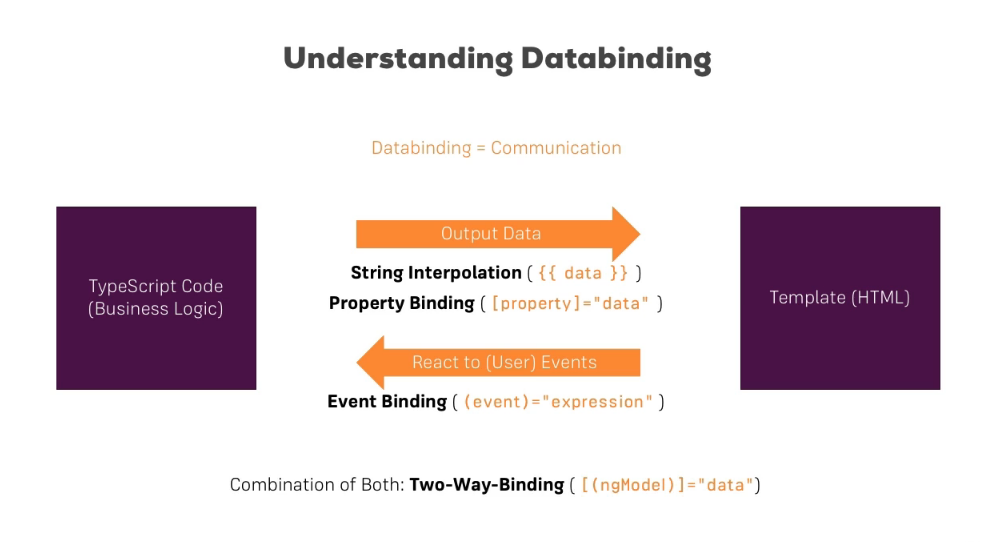 Understanding Databinding
Databinding = Communication
TypeScript Code
(Business Logic)
Output Data
String Interpolation ( {{ data }} )
Property Binding ( [property]="data" )
Template (HTML)
React to (User) Events
Event Binding ( (event)="expression" )
Combination of Both: Two-Way-Binding ( [(ngModel)]="data")